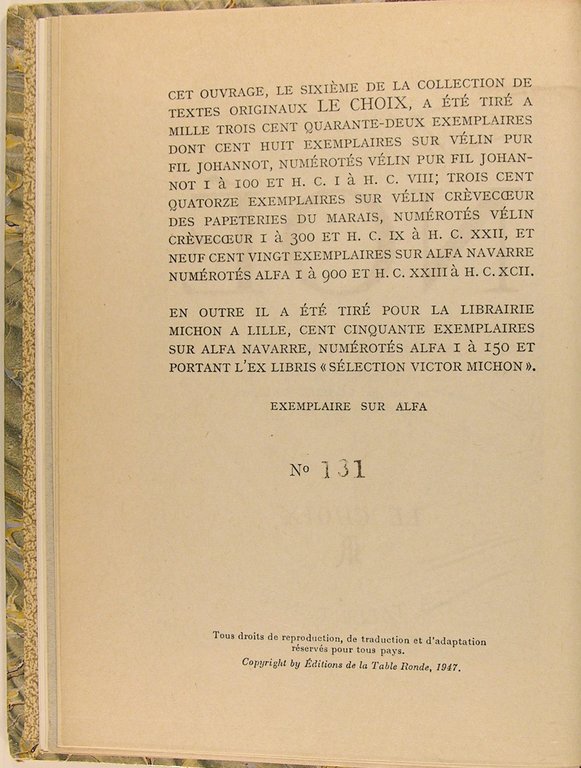 CET OUVRAGE, LE SIXIÈME DE LA COLLECTION DE
TEXTES ORIGINAUX LE CHOIX, A ÉTÉ TIRÉ A
MILLE TROIS CENT QUARANTE-DEUX EXEMPLAIRES
DONT CENT HUIT EXEMPLAIRES SUR VÉLIN PUR
FIL JOHANNOT, NUMÉROTÉS VÉLIN PUR FIL JOHAN-
NOT I à 100 ET H. C. I à H. C. VIII; TROIS CENT
QUATORZE EXEMPLAIRES SUR VÉLIN CRÈVECŒUR
DES PAPETERIES DU MARAIS, NUMÉROTÉS VÉLIN
CRÈVECŒUR I à 300 ET H. C. IX à H. C. XXII, ET
NEUF CENT VINGT EXEMPLAIRES SUR ALFA NAVARRE
NUMÉROTÉS ALFA I à 900 ET H. C. XXIII à H. C. XCII.
EN OUTRE IL A ÉTÉ TIRÉ POUR LA LIBRAIRIE
MICHON A LILLE, CENT CINQUANTE EXEMPLAIRES
SUR ALFA NAVARRE, NUMÉROTÉS ALFA I à 150 ET
PORTANT L'EX LIBRIS « SÉLECTION VICTOR MICHON ».
EXEMPLAIRE SUR ALFA
Nº 131
Tous droits de reproduction, de traduction et d'adaptation
réservés pour tous pays.
Copyright by Éditions de la Table Ronde, 1947.